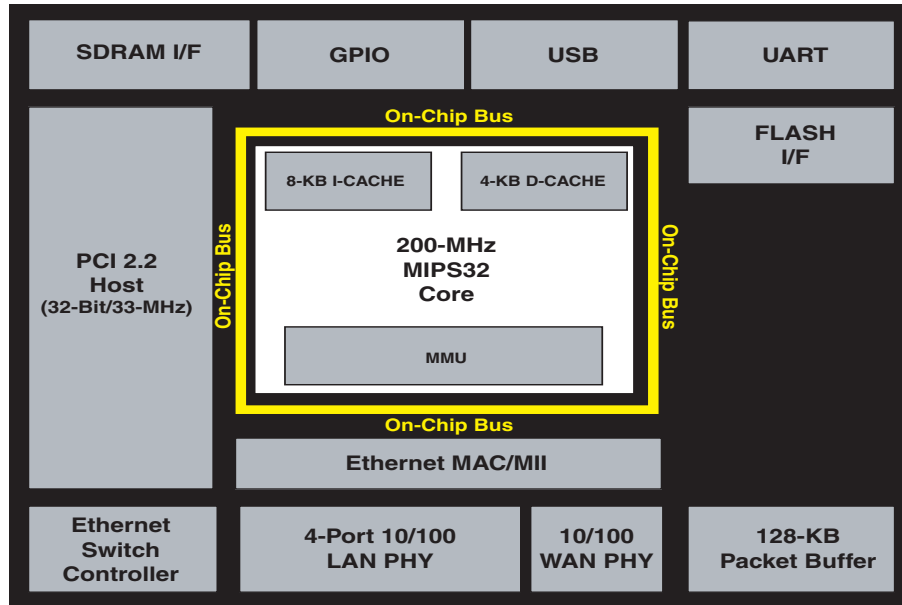 SDRAM I/F
GPIO
USB
UART
On-Chip Bus
FLASH
I/F
8-KB I-CACHE
4-KB D-CACHE
PCI 2.2
Host
(32-Bit/33-MHz)
On-Chip Bus
200-MHz
MIPS32
Core
On-Chip Bus
MMU
On-Chip Bus
Ethernet MAC/MII
Ethernet
Switch
Controller
4-Port 10/100
LAN PHY
10/100
WAN PHY
128-KB
Packet Buffer